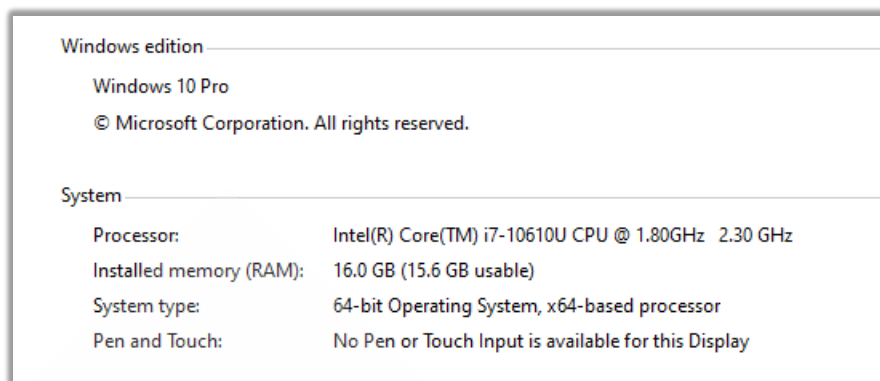 Windows edition
Windows 10 Pro
© Microsoft Corporation. All rights reserved.
System
Processor: Intel(R) Core(TM) i7-10610U CPU @ 1.80GHz 2.30 GHz
Installed memory (RAM): 16.0 GB (15.6 GB usable)
System type: 64-bit Operating System, x64-based processor
Pen and Touch: No Pen or Touch Input is available for this Display